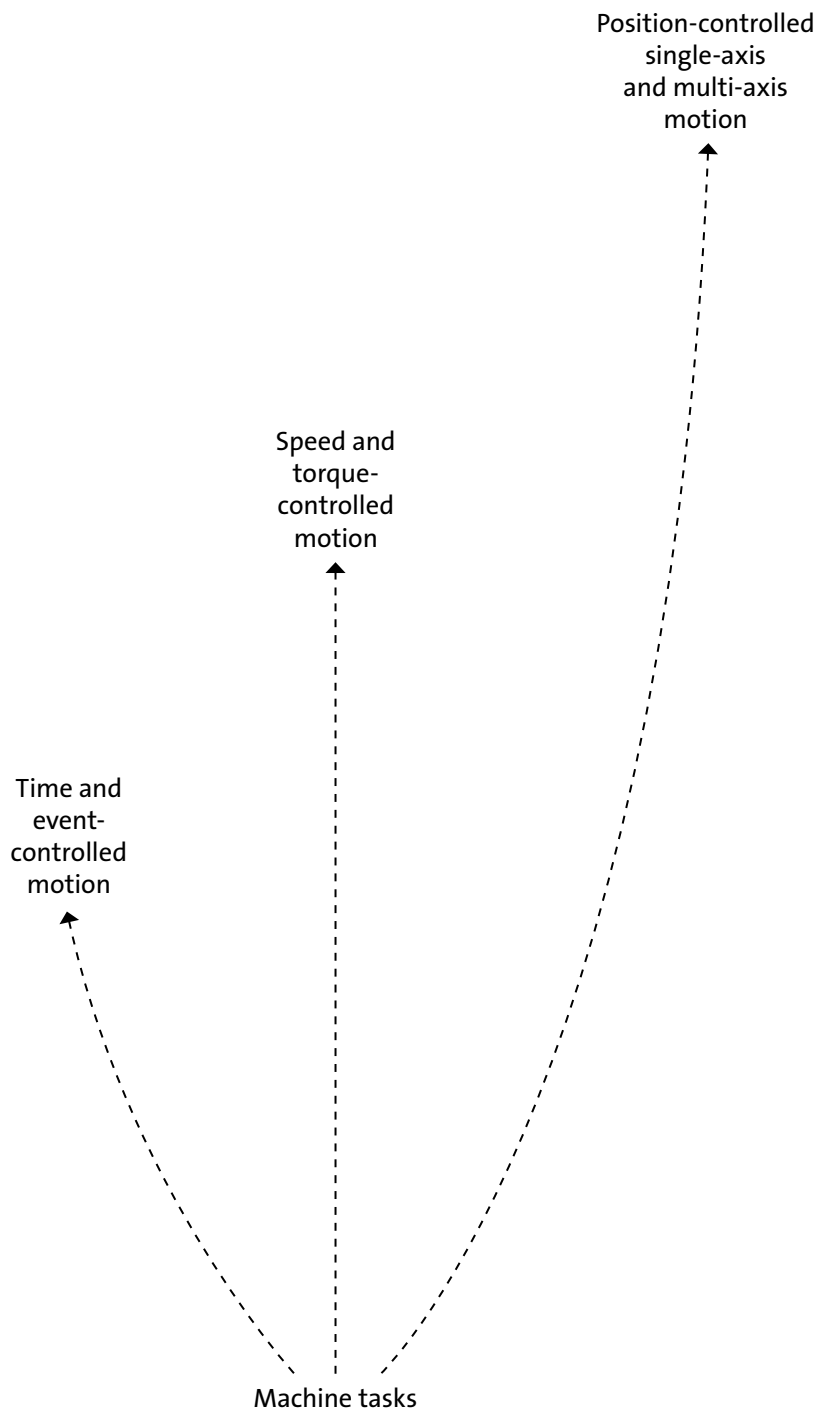 Position-controlled
single-axis
and multi-axis
motion
Speed and
torque-
controlled
motion
Time and
event-
controlled
motion
Machine tasks